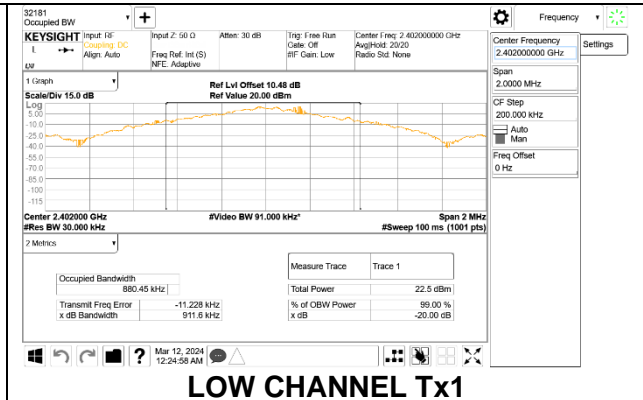 32181
Occupied BW
Frequency
KEYSIGHT
L
Input: RF
Coupling: DC
Align: Auto
Input Z: 50 Ω
Freq Ref: Int (S)
NFE: Adaptive
Atten: 30 dB
Trig: Free Run
Gate: Off
#IF Gain: Low
Center Freq: 2.402000000 GHz
Avg|Hold: 20/20
Radio Std: None
Center Frequency
2.402000000 GHz
Settings
Span
2.0000 MHz
CF Step
200.000 kHz
Auto
Man
Freq Offset
0 Hz
1 Graph
Scale/Div 15.0 dB
Ref Lvl Offset 10.48 dB
Ref Value 20.00 dBm
Log
5.00
-10.0
-25.0
-40.0
-55.0
-70.0
-85.0
-100
-115
Center 2.402000 GHz
#Video BW 91.000 kHz*
Span 2 MHz
#Res BW 30.000 kHz
#Sweep 100 ms (1001 pts)
2 Metrics
Measure Trace Trace 1
Occupied Bandwidth
880.45 kHz
Total Power 22.5 dBm
Transmit Freq Error -11.228 kHz
% of OBW Power 99.00 %
x dB Bandwidth 911.6 kHz
x dB -20.00 dB
?
Mar 12, 2024
12:24:58 AM
LOW CHANNEL Tx1